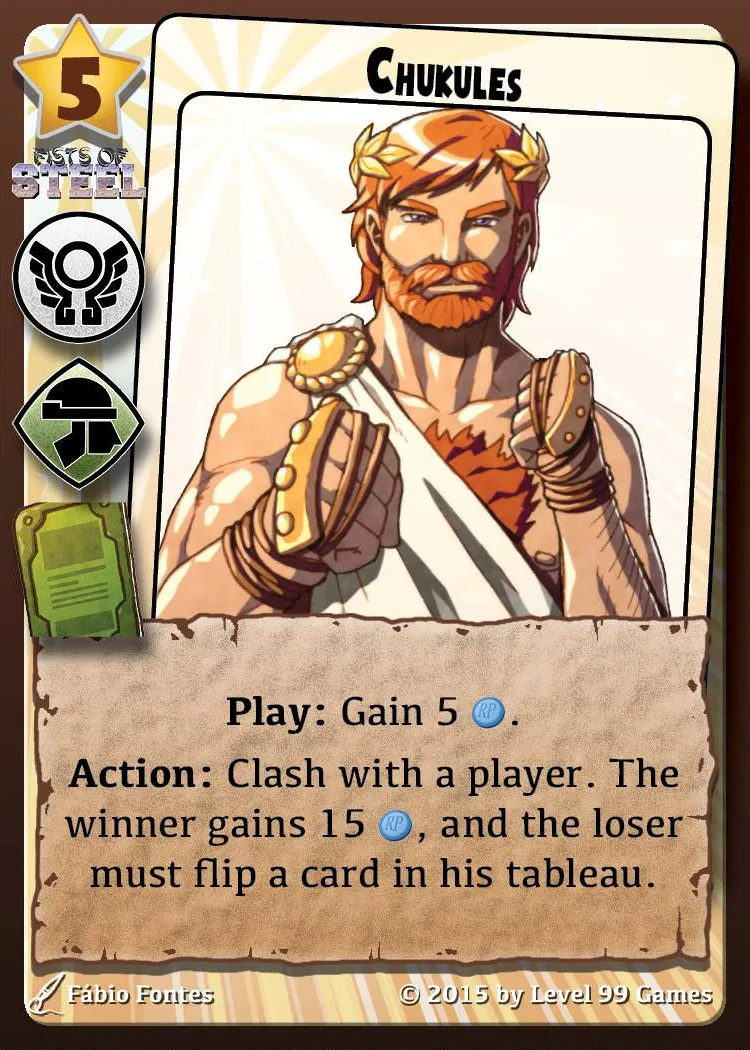 5
Chukules
FISTS OF
STEEL
Play: Gain 5 RP.
Action: Clash with a player. The
winner gains 15 RP, and the loser
must flip a card in his tableau.
Fábio Fontes
© 2015 by Level 99 Games